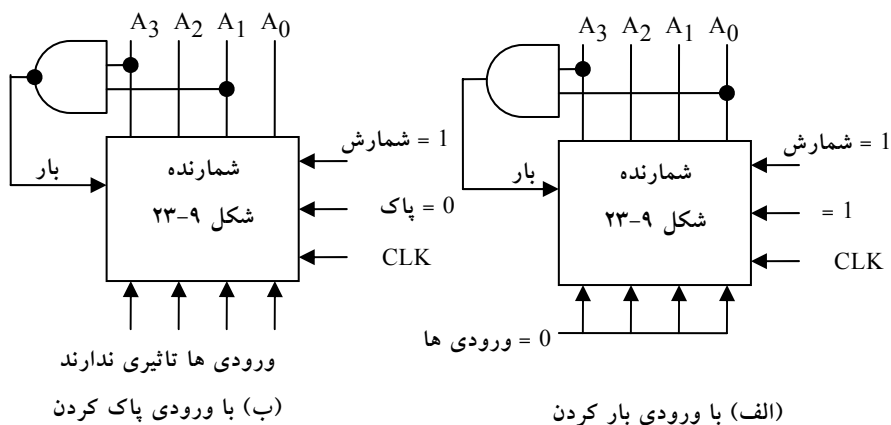 A3 A2 A1 A0
شمارش = 1
پاک = 0
CLK
بار
شمارنده
شکل ۹-۲۳
ورودی ها تاثیری ندارند
(ب) با ورودی پاک کردن
A3 A2 A1 A0
شمارش = 1
= 1
CLK
بار
شمارنده
شکل ۹-۲۳
ورودی ها = 0
(الف) با ورودی بار کردن